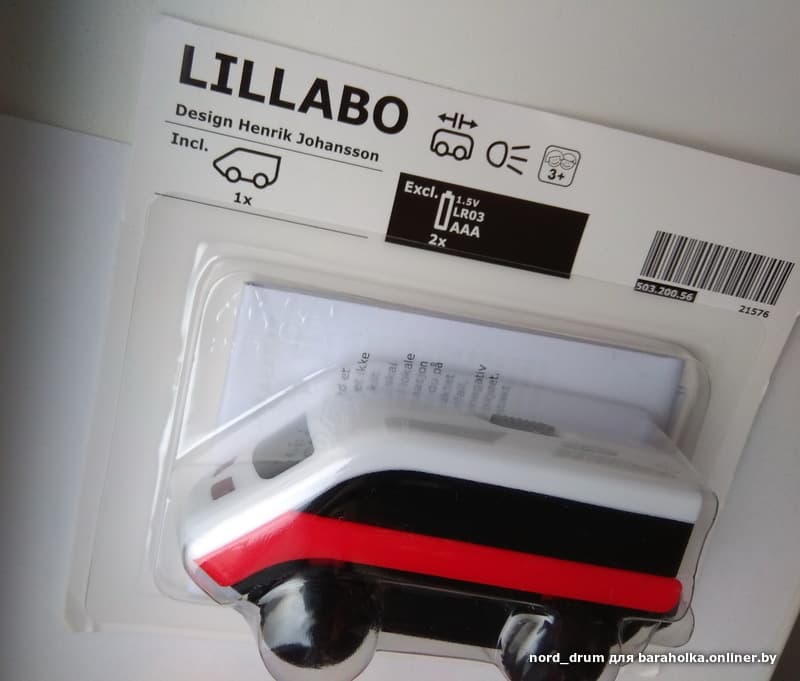 LILLABO
Design Henrik Johansson
Incl.
1x
3+
Excl.
1.5V
LR03
AAA
2x
503.200.56
21576
nord_drum для baraholka.onliner.by